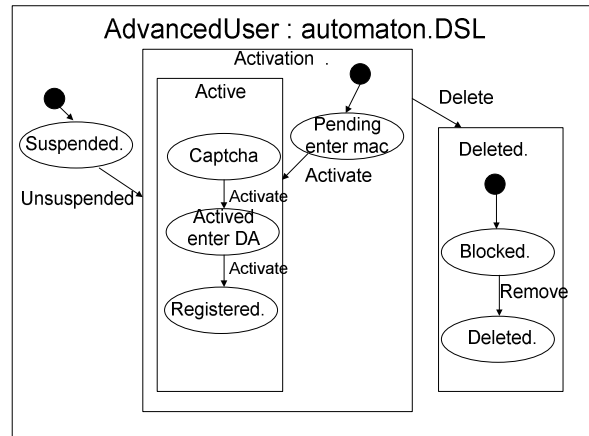 AdvancedUser : automaton.DSL
Activation .
Active
Delete
Suspended.
Pending
enter mac
Deleted.
Captcha
Activate
Unsuspended
Activate
Actived
enter DA
Blocked.
Activate
Remove
Registered.
Deleted.